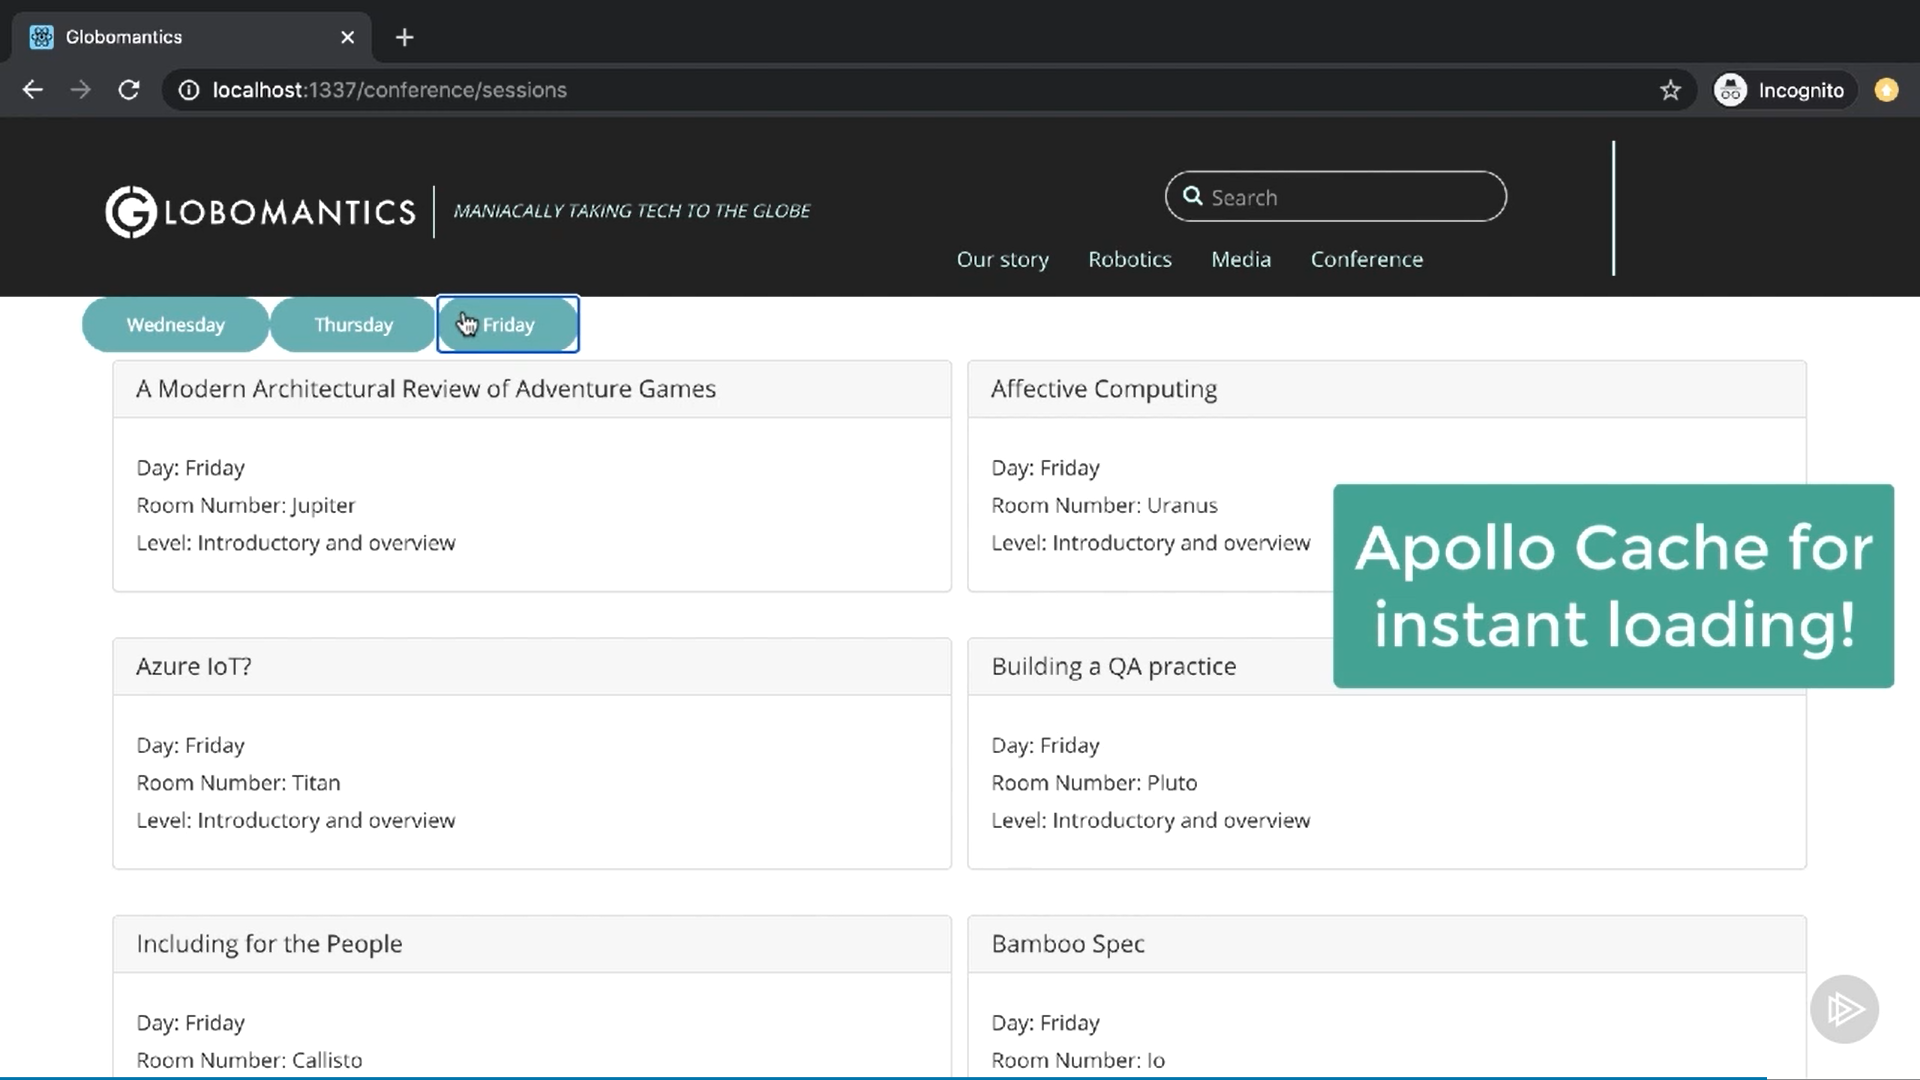 Globomantics
localhost:1337/conference/sessions
Incognito
GLOBOMANTICS
MANIACALLY TAKING TECH TO THE GLOBE
Search
Our story Robotics Media Conference
Wednesday Thursday Friday
A Modern Architectural Review of Adventure Games
Day: Friday
Room Number: Jupiter
Level: Introductory and overview
Affective Computing
Day: Friday
Room Number: Uranus
Level: Introductory and overview
Apollo Cache for
instant loading!
Azure IoT?
Day: Friday
Room Number: Titan
Level: Introductory and overview
Building a QA practice
Day: Friday
Room Number: Pluto
Level: Introductory and overview
Including for the People
Day: Friday
Room Number: Callisto
Bamboo Spec
Day: Friday
Room Number: Io